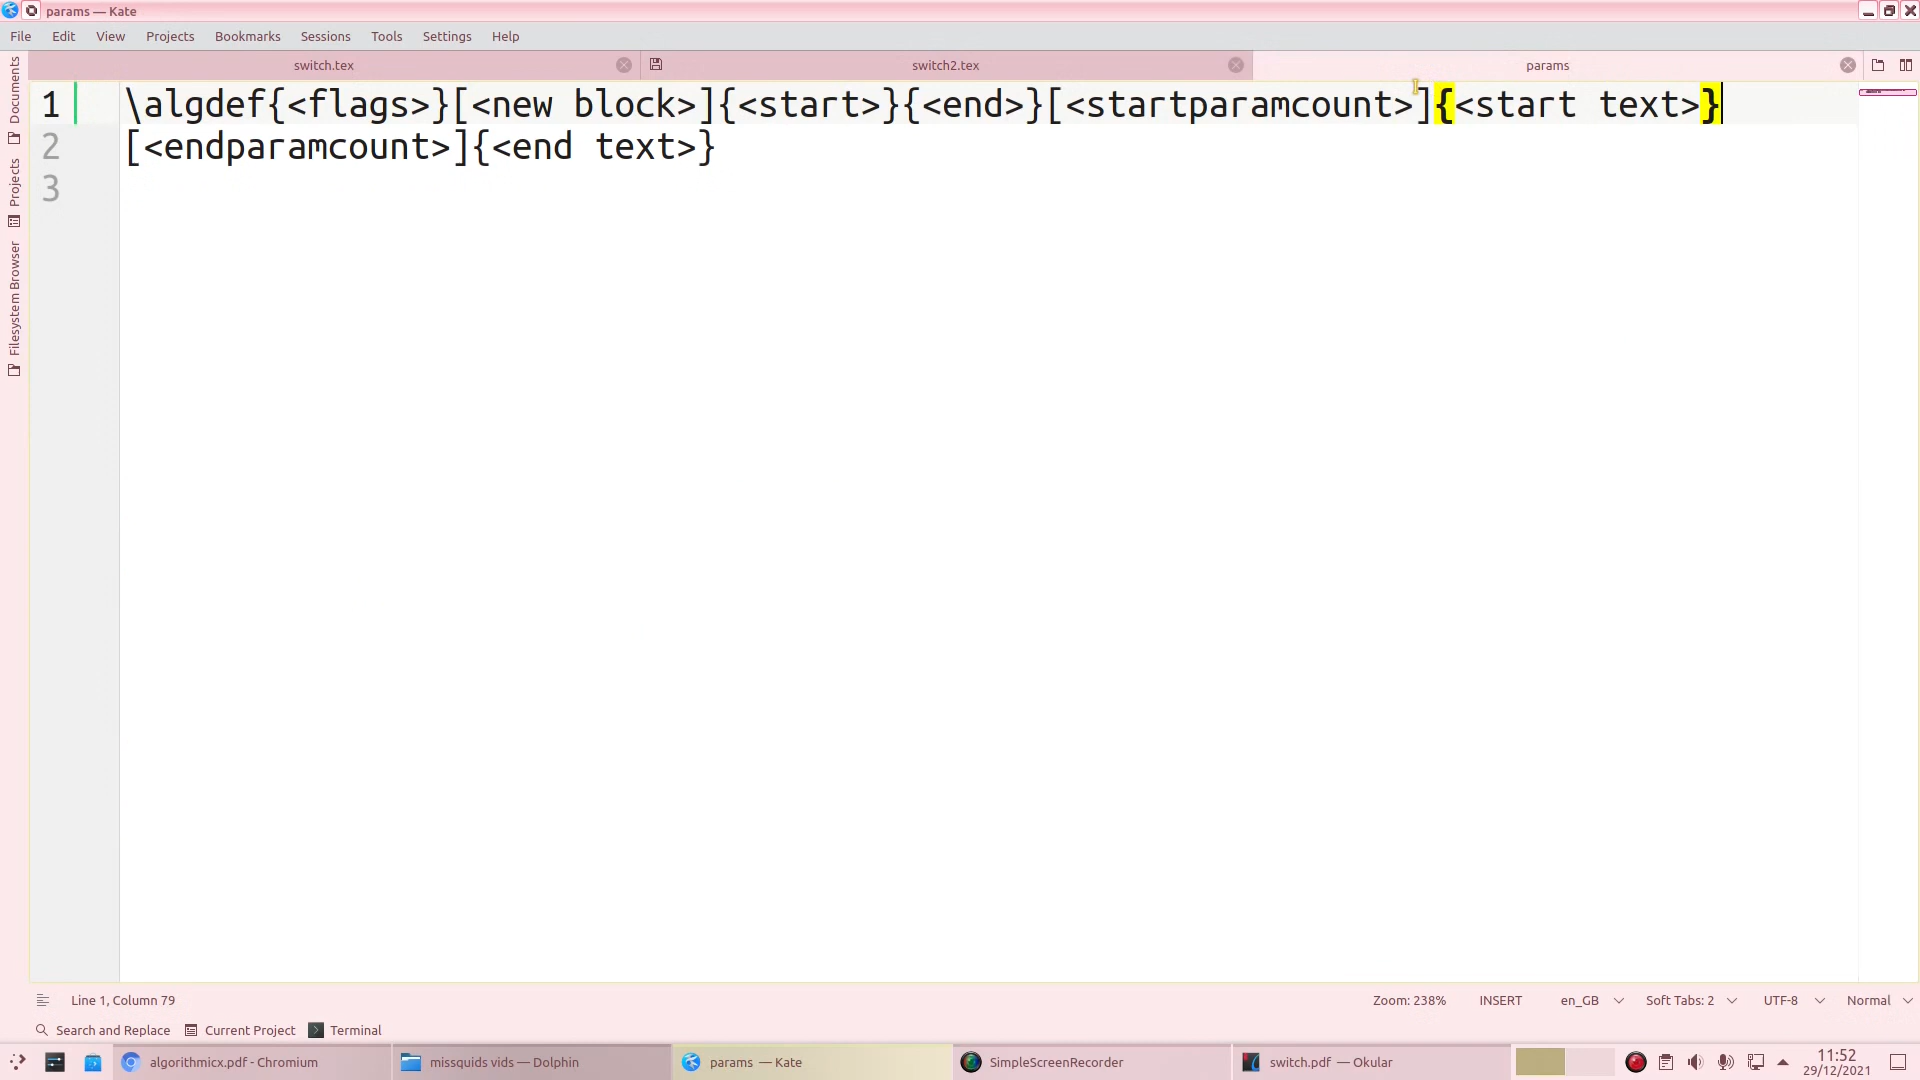 params — Kate
File Edit View Projects Bookmarks Sessions Tools Settings Help
switch.tex switch2.tex params
Documents
Projects
Filesystem Browser
1 \algdef{<flags>}[<new block>]{<start>}{<end>}[<startparamcount>]{<start text>}
2 [<endparamcount>]{<end text>}
3
Line 1, Column 79 Zoom: 238% INSERT en_GB Soft Tabs: 2 UTF-8 Normal
Search and Replace Current Project Terminal
algorithmicx.pdf - Chromium missquids vids — Dolphin params — Kate SimpleScreenRecorder switch.pdf — Okular 11:52
29/12/2021